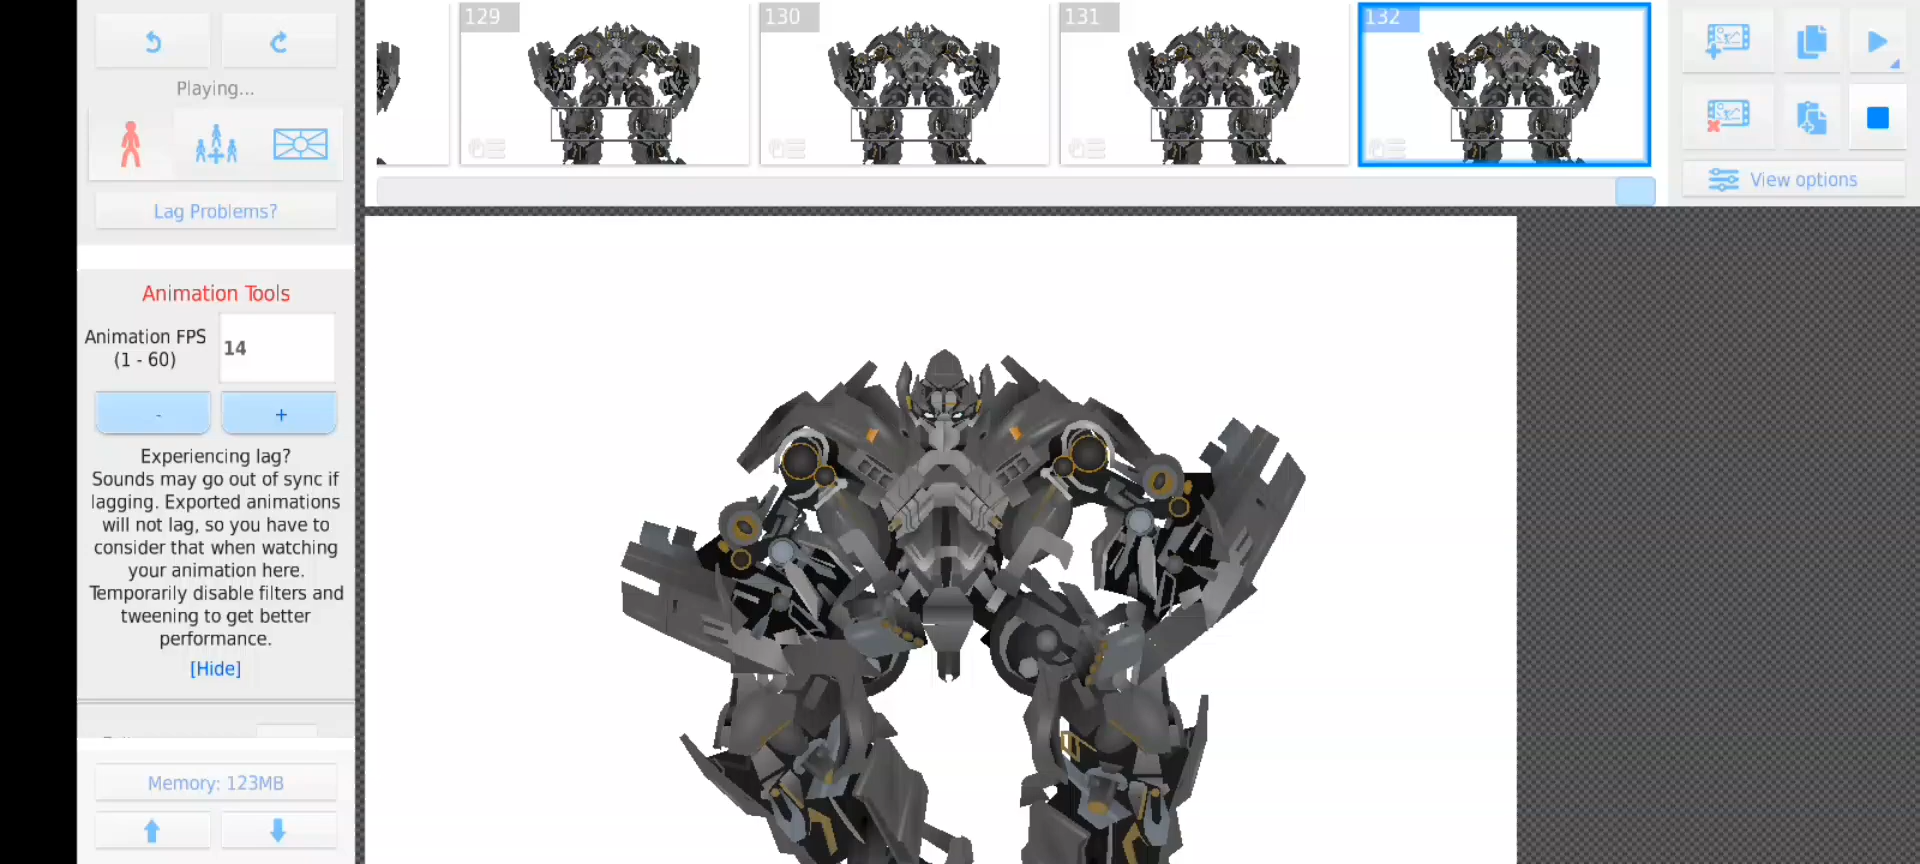 Playing...
Lag Problems?
Animation Tools
Animation FPS
(1 - 60)
14
-
+
Experiencing lag?
Sounds may go out of sync if
lagging. Exported animations
will not lag, so you have to
consider that when watching
your animation here.
Temporarily disable filters and
tweening to get better
performance.
[Hide]
Memory: 123MB
129
130
131
132
View options